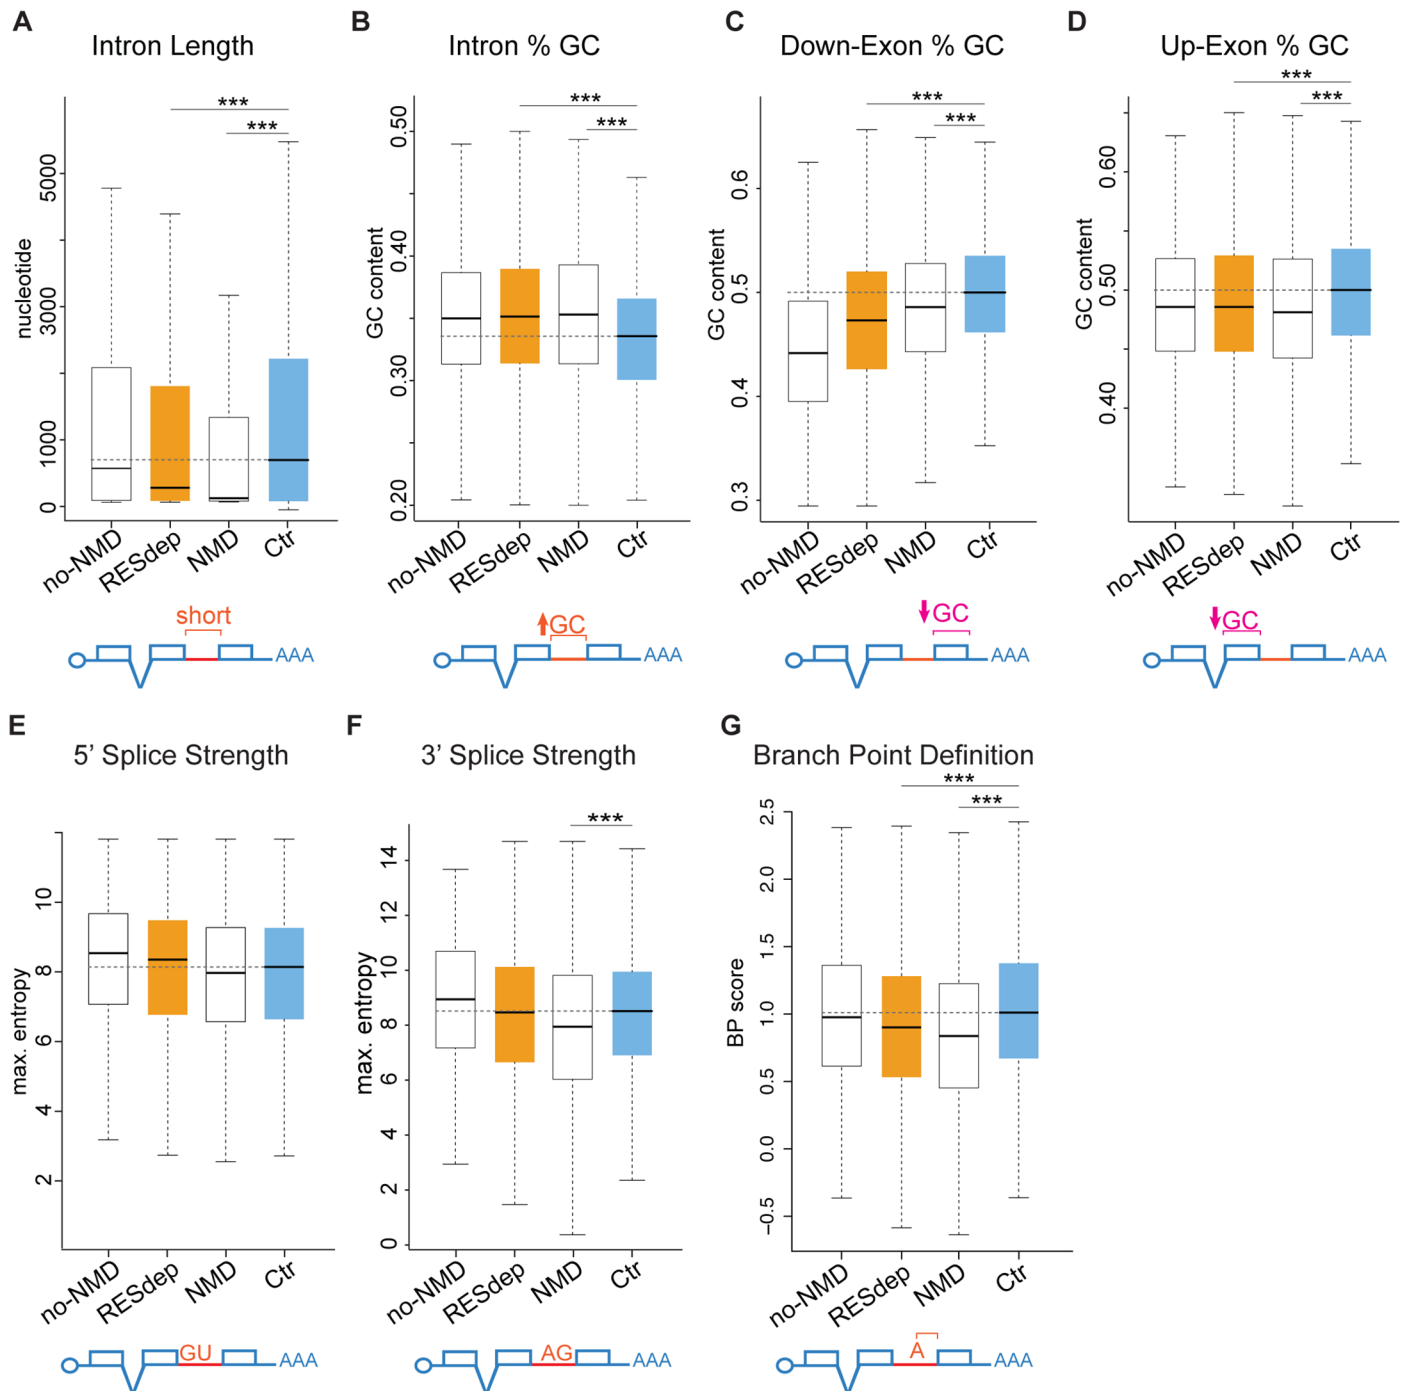 A
Intron Length
***
***
nucleotide
5000
3000
1000
0
no-NMD
RESdep
NMD
Ctr
short
AAA
B
Intron % GC
***
***
GC content
0.50
0.40
0.30
0.20
no-NMD
RESdep
NMD
Ctr
GC
AAA
C
Down-Exon % GC
***
***
GC content
0.6
0.5
0.4
0.3
no-NMD
RESdep
NMD
Ctr
GC
AAA
D
Up-Exon % GC
***
***
GC content
0.60
0.50
0.40
no-NMD
RESdep
NMD
Ctr
GC
AAA
E
5’ Splice Strength
max. entropy
10
8
6
4
2
no-NMD
RESdep
NMD
Ctr
GU
AAA
F
3’ Splice Strength
***
max. entropy
14
12
10
8
6
4
2
0
no-NMD
RESdep
NMD
Ctr
AG
AAA
G
Branch Point Definition
***
***
BP score
2.5
2.0
1.5
1.0
0.5
0.0
−0.5
no-NMD
RESdep
NMD
Ctr
A
AAA